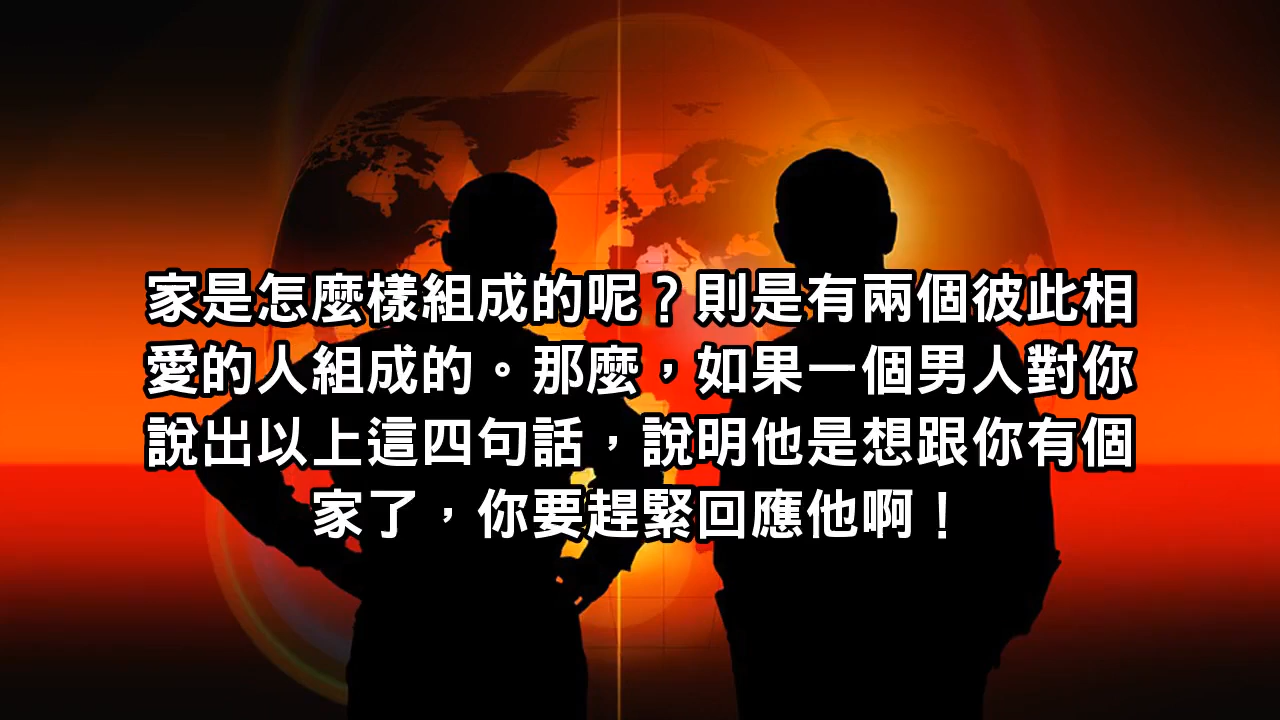 家是怎麼樣組成的呢？則是有兩個彼此相
愛的人組成的。那麼，如果一個男人對你
說出以上這四句話，說明他是想跟你有個
家了，你要趕緊回應他啊！